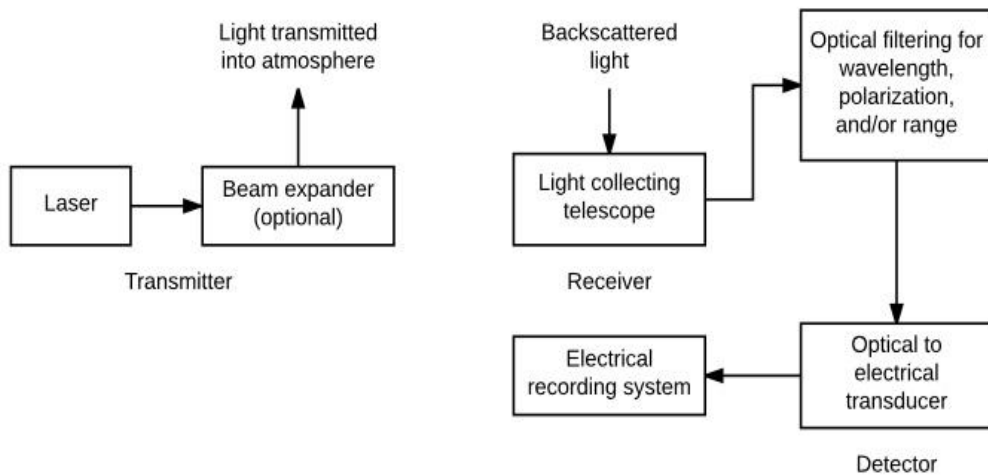 Light transmitted
into atmosphere
Laser
Beam expander
(optional)
Transmitter
Backscattered
light
Light collecting
telescope
Receiver
Optical filtering for
wavelength,
polarization,
and/or range
Optical to
electrical
transducer
Detector
Electrical
recording system